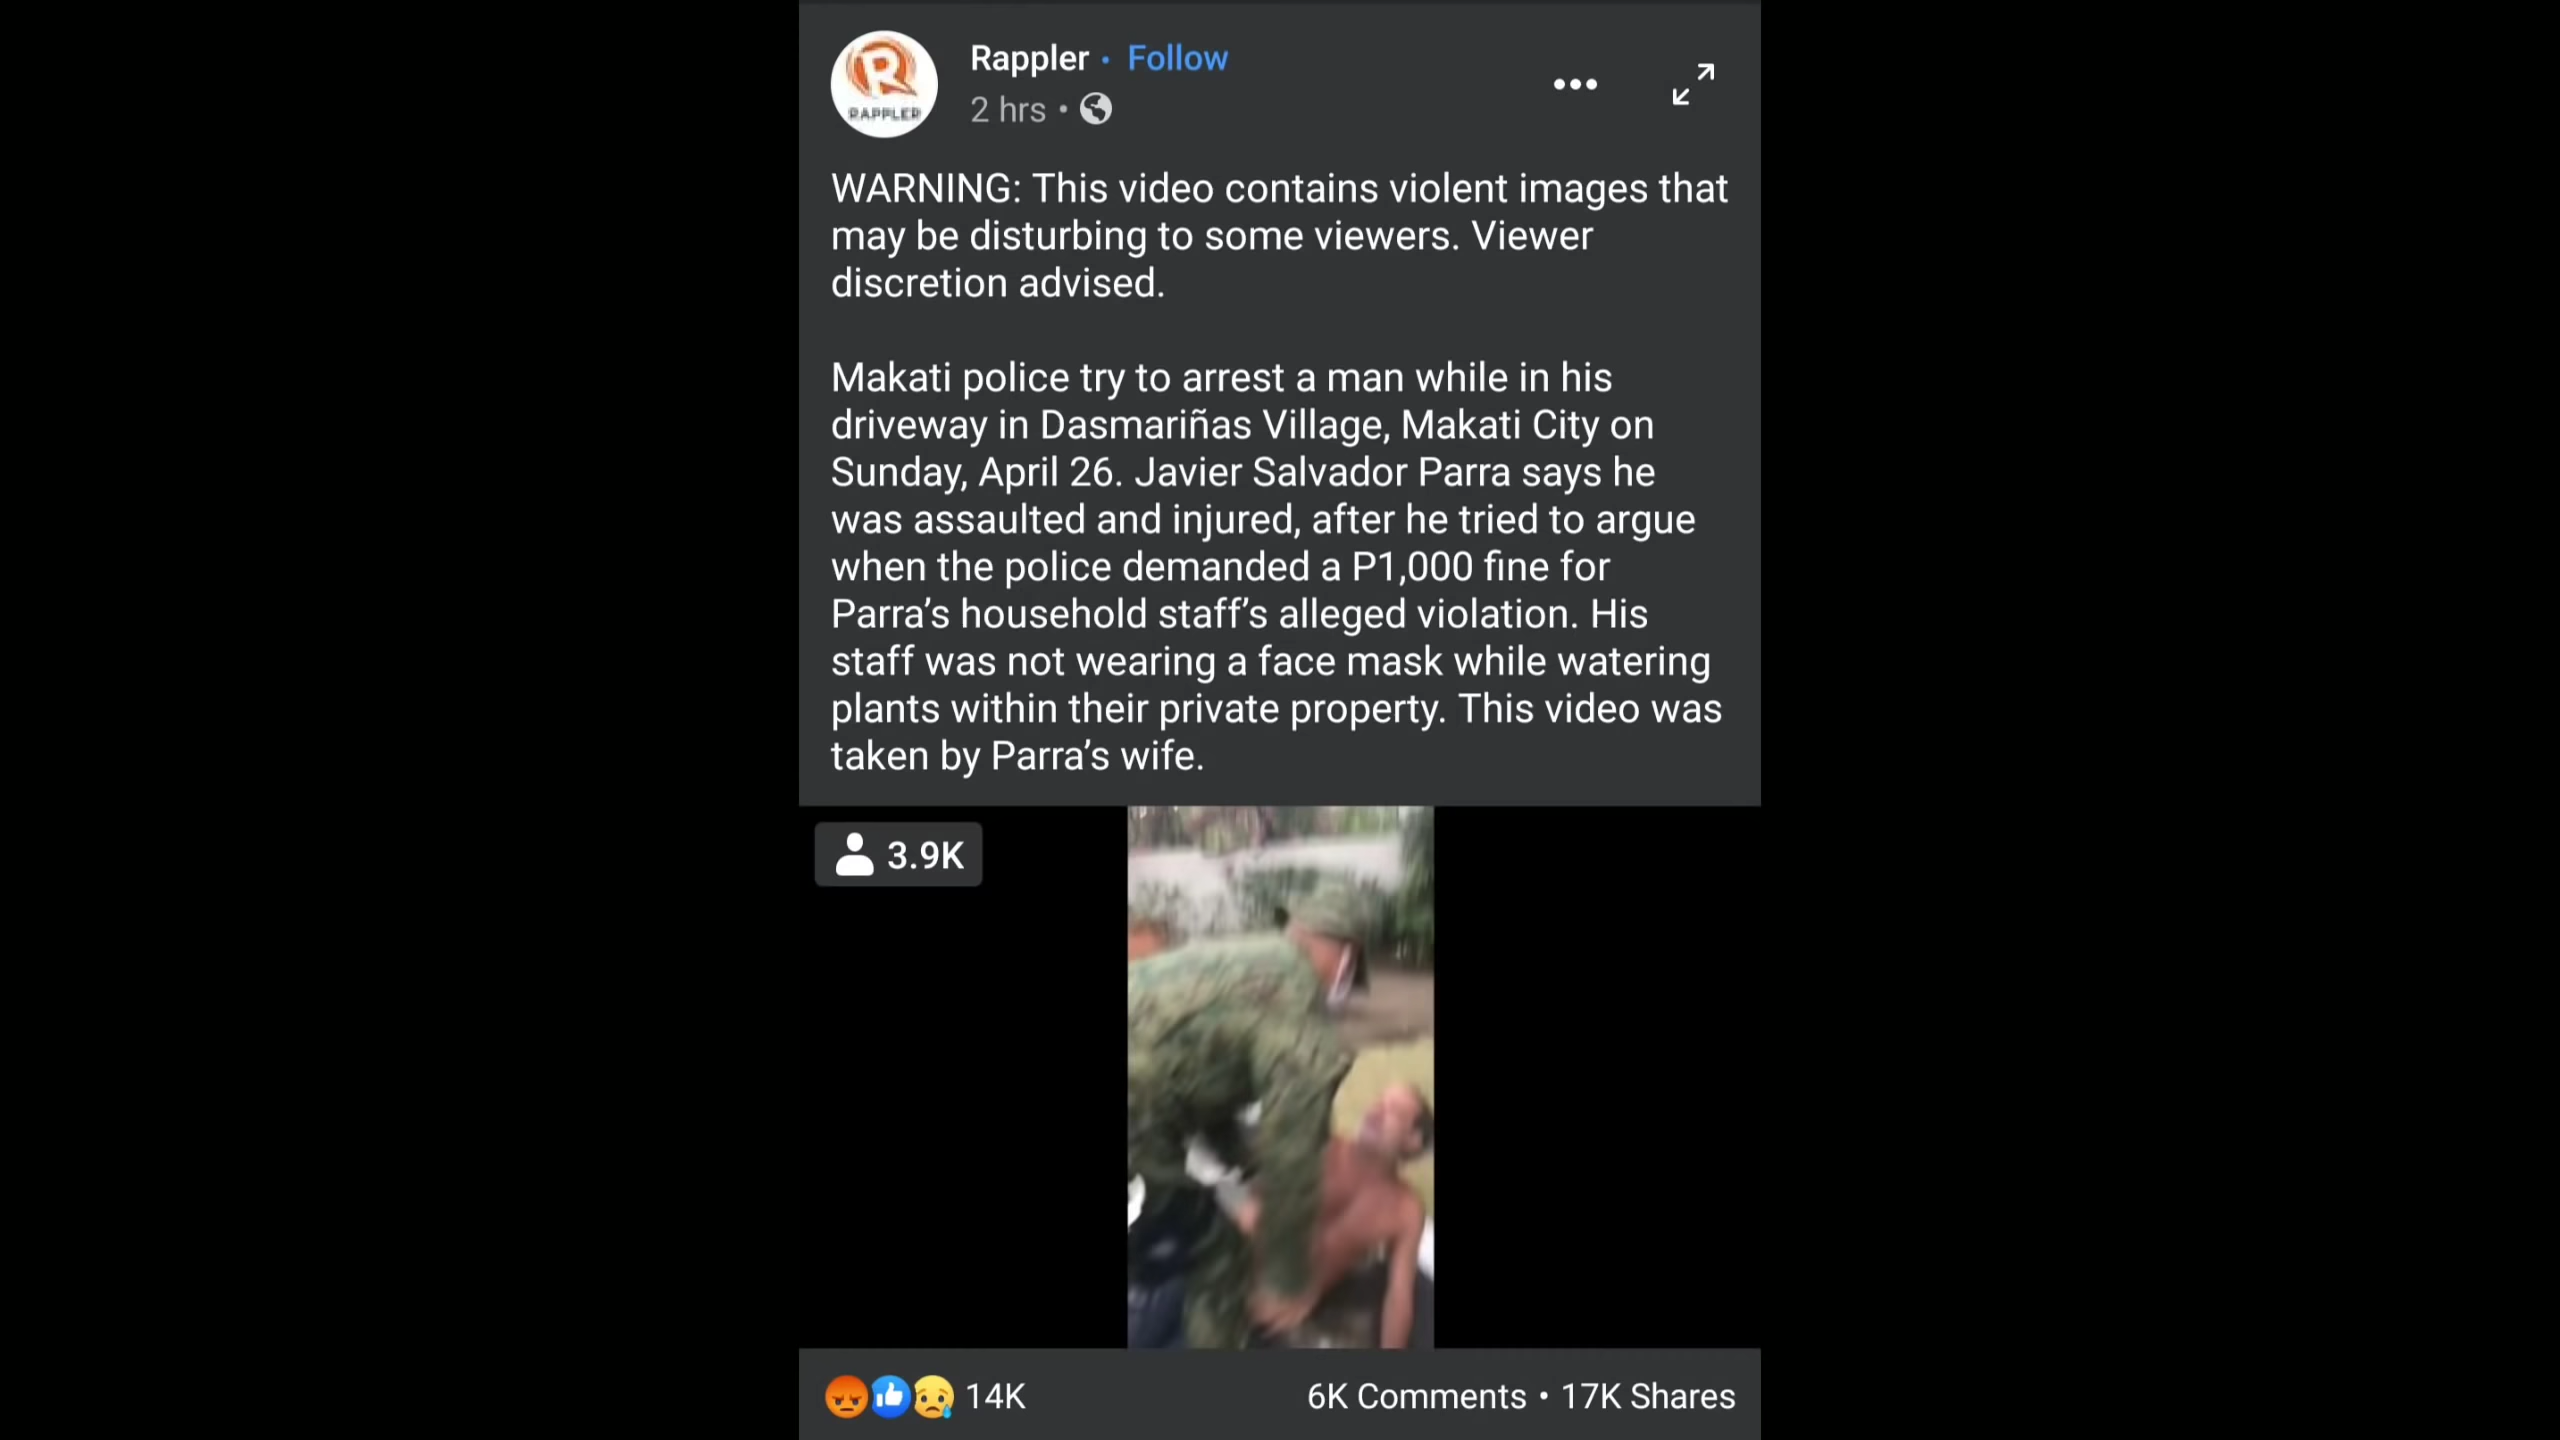 Rappler • Follow
RAPPLER
2 hrs •
WARNING: This video contains violent images that
may be disturbing to some viewers. Viewer
discretion advised.
Makati police try to arrest a man while in his
driveway in Dasmariñas Village, Makati City on
Sunday, April 26. Javier Salvador Parra says he
was assaulted and injured, after he tried to argue
when the police demanded a P1,000 fine for
Parra’s household staff’s alleged violation. His
staff was not wearing a face mask while watering
plants within their private property. This video was
taken by Parra’s wife.
3.9K
14K
6K Comments • 17K Shares